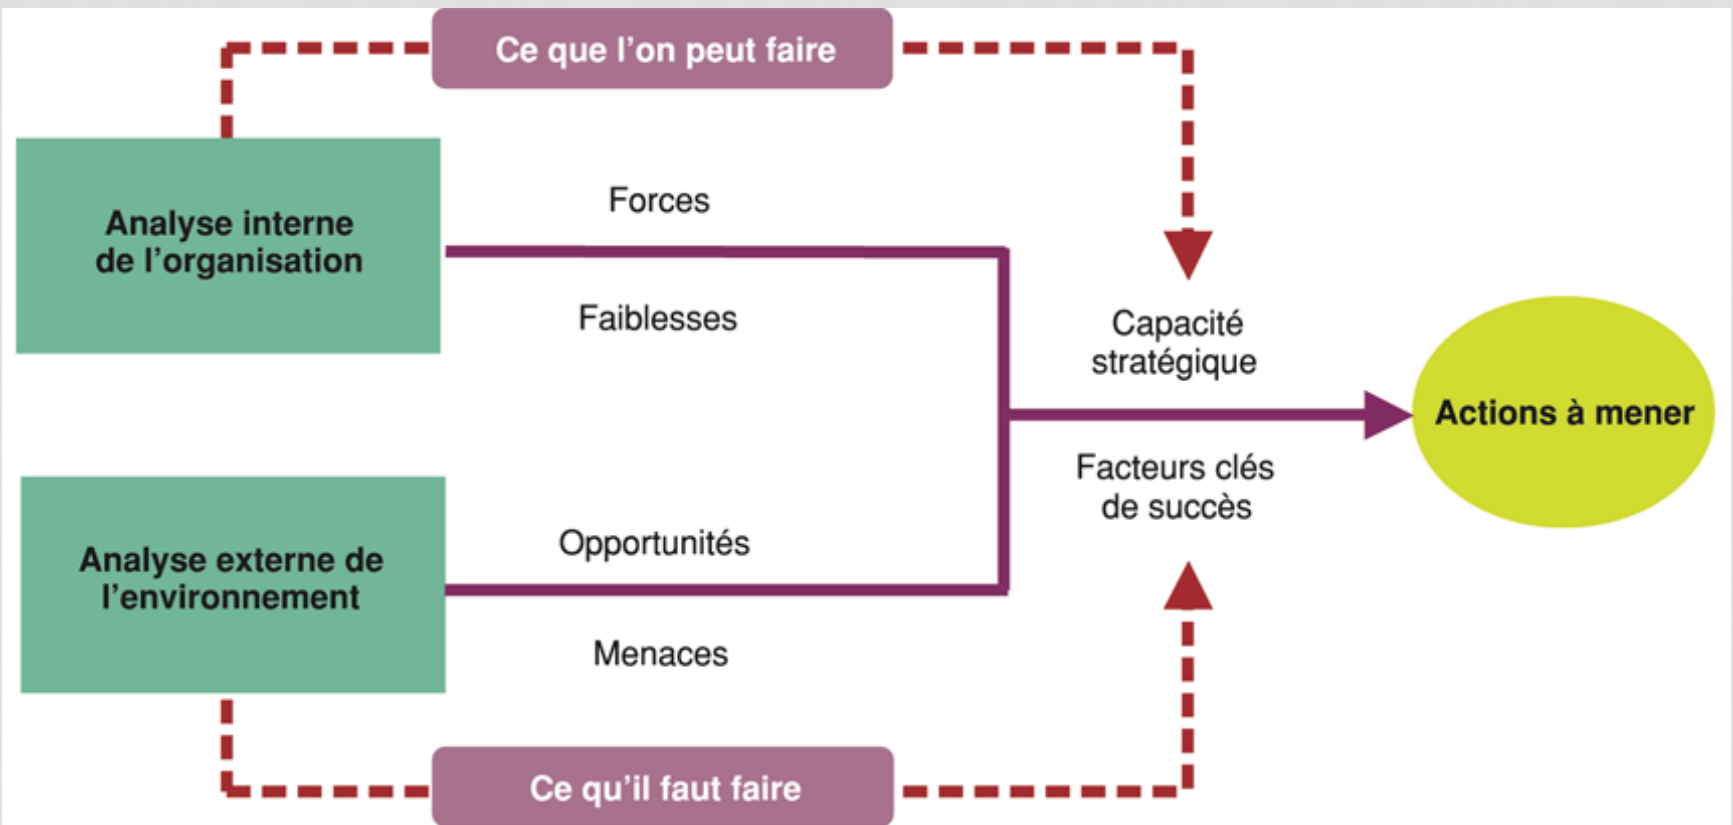 Ce que l'on peut faire
Analyse interne
de l'organisation
Forces
Faiblesses
Capacité
stratégique
Actions à mener
Facteurs clés
de succès
Analyse externe de
l'environnement
Opportunités
Menaces
Ce qu'il faut faire